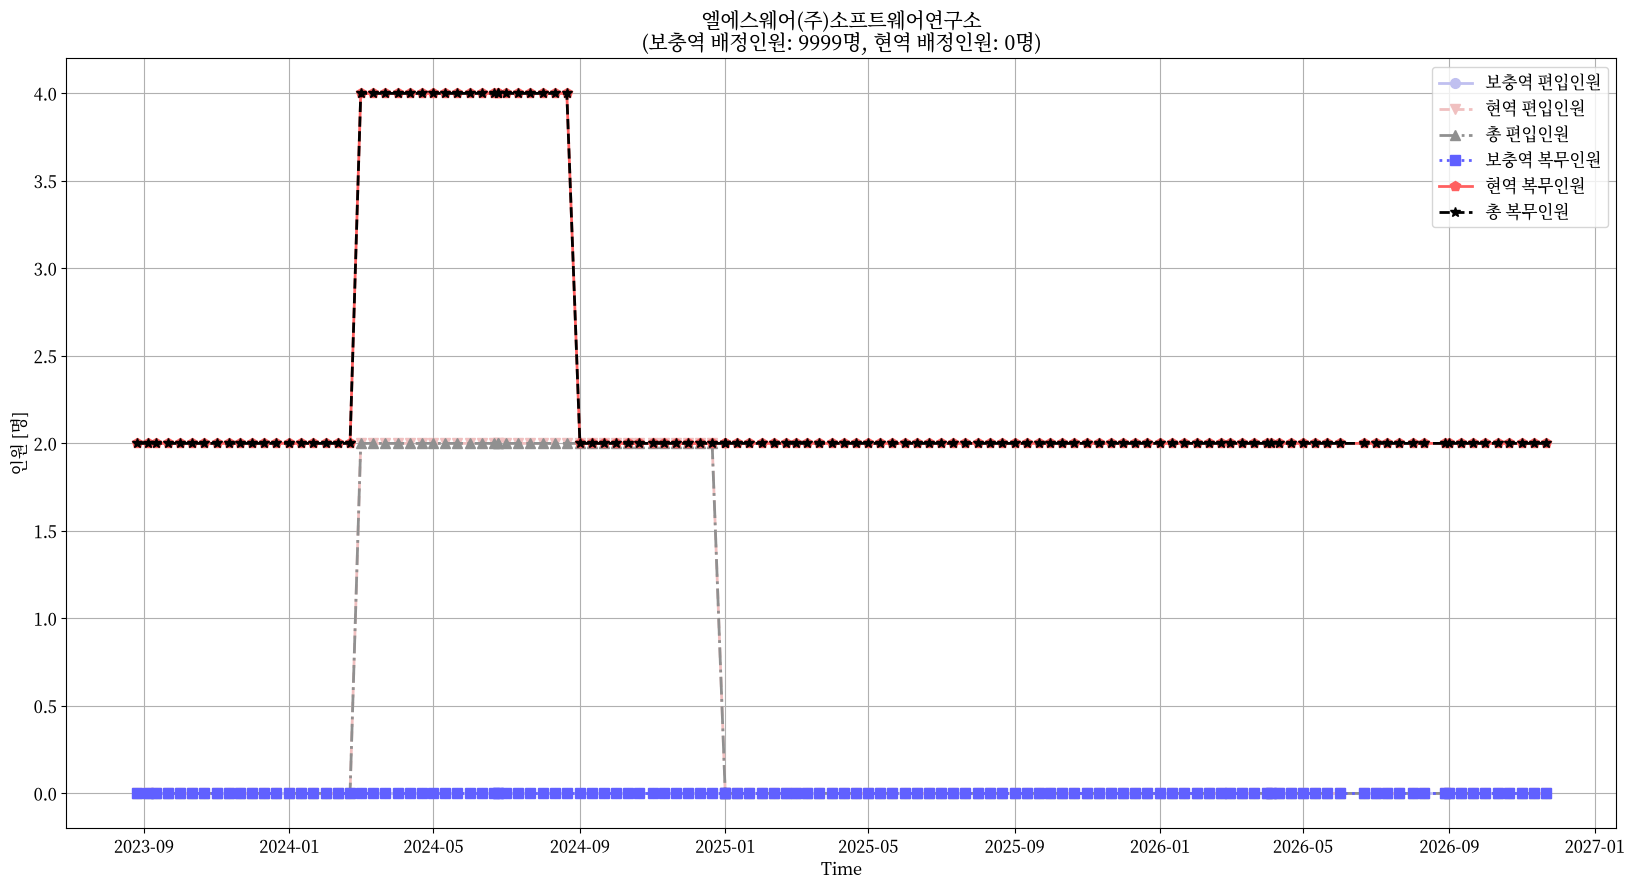 엘에스웨어(주)소프트웨어연구소
(보충역 배정인원: 9999명, 현역 배정인원: 0명)
보충역 편입인원
현역 편입인원
총 편입인원
보충역 복무인원
현역 복무인원
총 복무인원
인원 [명]
4.0
3.5
3.0
2.5
2.0
1.5
1.0
0.5
0.0
2023-09 2024-01 2024-05 2024-09 2025-01 2025-05 2025-09 2026-01 2026-05 2026-09 2027-01
Time